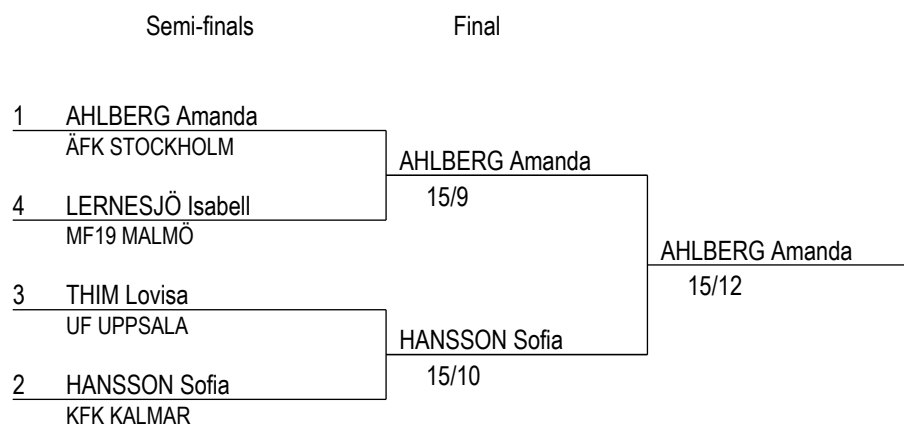 Semi-finals Final
1 AHLBERG Amanda
ÄFK STOCKHOLM
AHLBERG Amanda
15/9
4 LERNESJÖ Isabell
MF19 MALMÖ
AHLBERG Amanda
15/12
3 THIM Lovisa
UF UPPSALA
HANSSON Sofia
15/10
2 HANSSON Sofia
KFK KALMAR